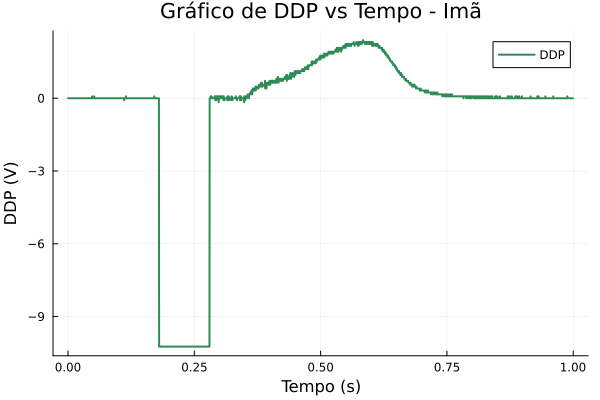 Gráfico de DDP vs Tempo - Imã
DDP
0
−3
−6
−9
DDP (V)
0.00 0.25 0.50 0.75 1.00
Tempo (s)